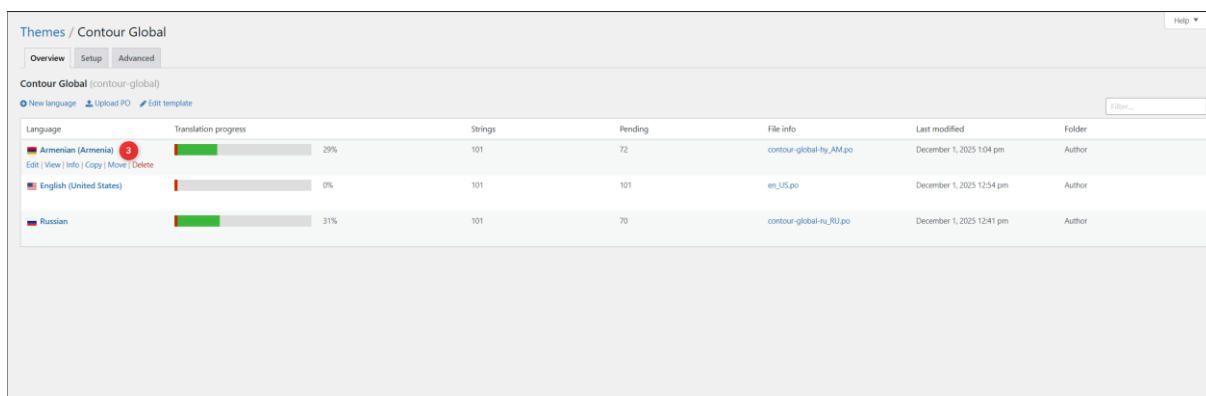 Help ▼
Themes / Contour Global
Overview Setup Advanced
Contour Global (contour-global)
New language Upload PO Edit template
Filter...
Language Translation progress Strings Pending File info Last modified Folder
Armenian (Armenia) 3 29% 101 72 contour-global-hy_AM.po December 1, 2025 1:04 pm Author
Edit | View | Info | Copy | Move | Delete
English (United States) 0% 101 101 en_US.po December 1, 2025 12:54 pm Author
Russian 31% 101 70 contour-global-ru_RU.po December 1, 2025 12:41 pm Author